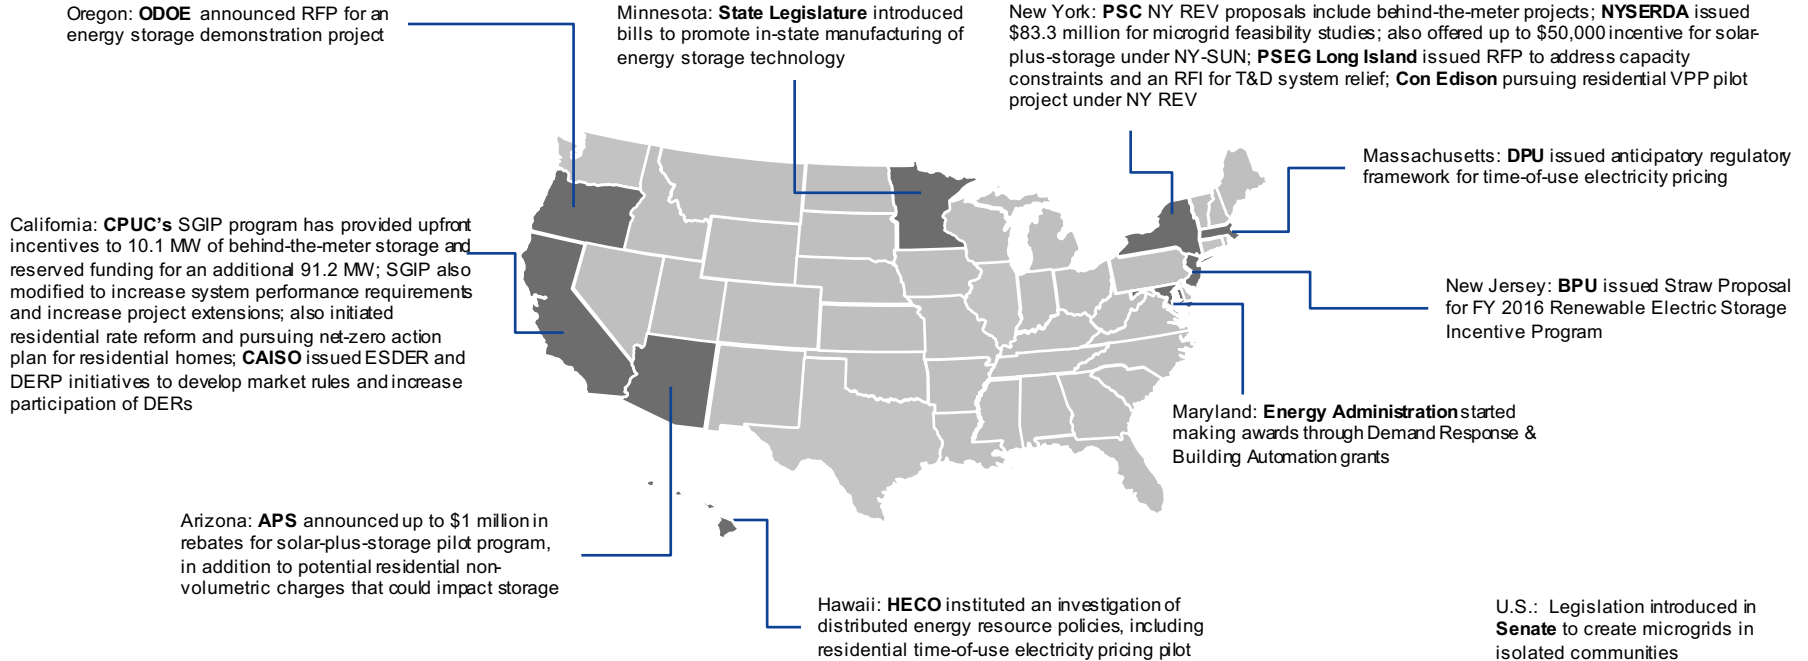 Oregon: ODOE announced RFP for an
energy storage demonstration project
Minnesota: State Legislature introduced
bills to promote in-state manufacturing of
energy storage technology
New York: PSC NY REV proposals include behind-the-meter projects; NYSERDA issued
$83.3 million for microgrid feasibility studies; also offered up to $50,000 incentive for solar-
plus-storage under NY-SUN; PSEG Long Island issued RFP to address capacity
constraints and an RFI for T&D system relief; Con Edison pursuing residential VPP pilot
project under NY REV
Massachusetts: DPU issued anticipatory regulatory
framework for time-of-use electricity pricing
California: CPUC's SGIP program has provided upfront
incentives to 10.1 MW of behind-the-meter storage and
reserved funding for an additional 91.2 MW; SGIP also
modified to increase system performance requirements
and increase project extensions; also initiated
residential rate reform and pursuing net-zero action
plan for residential homes; CAISO issued ESDER and
DERP initiatives to develop market rules and increase
participation of DERs
New Jersey: BPU issued Straw Proposal
for FY 2016 Renewable Electric Storage
Incentive Program
Maryland: Energy Administration started
making awards through Demand Response &
Building Automation grants
Arizona: APS announced up to $1 million in
rebates for solar-plus-storage pilot program,
in addition to potential residential non-
volumetric charges that could impact storage
Hawaii: HECO instituted an investigation of
distributed energy resource policies, including
residential time-of-use electricity pricing pilot
U.S.: Legislation introduced in
Senate to create microgrids in
isolated communities